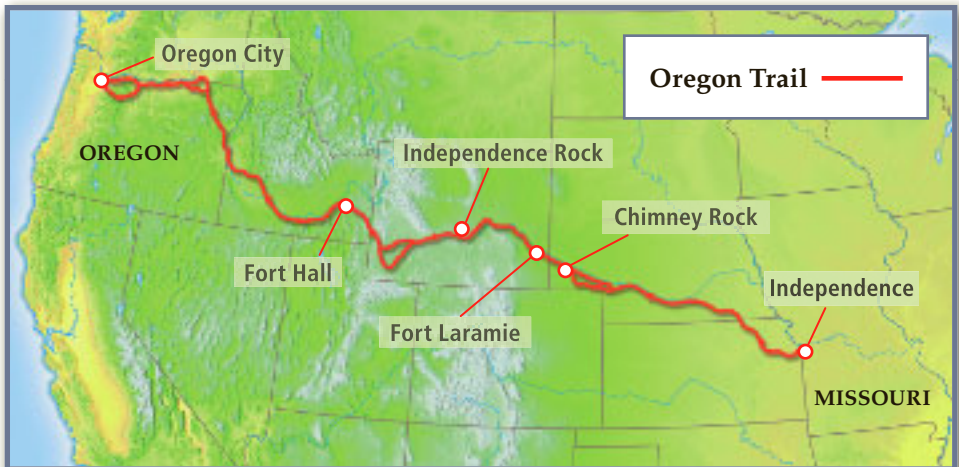 Oregon City
Oregon Trail
OREGON
Independence Rock
Chimney Rock
Fort Hall
Independence
Fort Laramie
MISSOURI